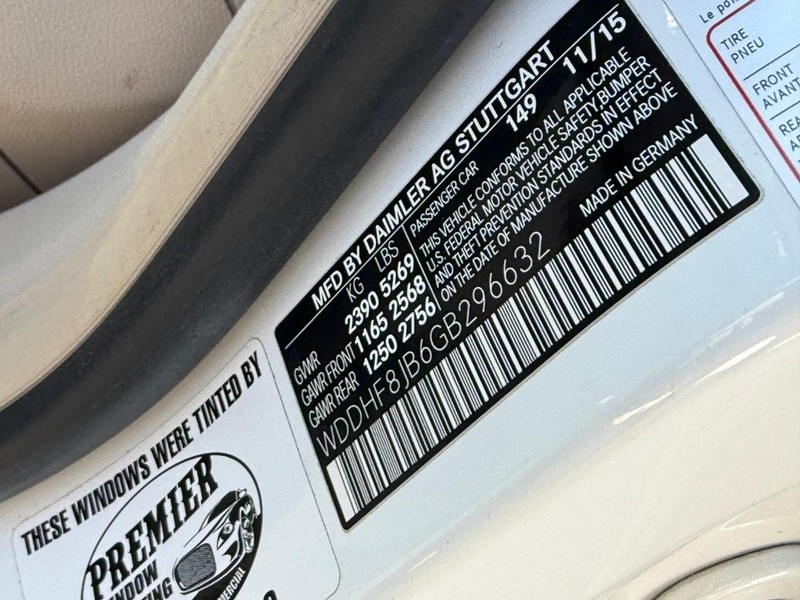 MFD BY DAIMLER AG STUTTGART 11/15
KG LBS
GVWR 2390 5269
GAWR FRONT 1165 2568
GAWR REAR 1250 2756
149
PASSENGER CAR
THIS VEHICLE CONFORMS TO ALL APPLICABLE
U.S. FEDERAL MOTOR VEHICLE SAFETY BUMPER
AND THEFT PREVENTION STANDARDS IN EFFECT
ON THE DATE OF MANUFACTURE SHOWN ABOVE
MADE IN GERMANY
WDDHF8JB6GB296632
THESE WINDOWS WERE TINTED BY
PREMIER
Le
TIRE
PNEU
FRONT
AVANT